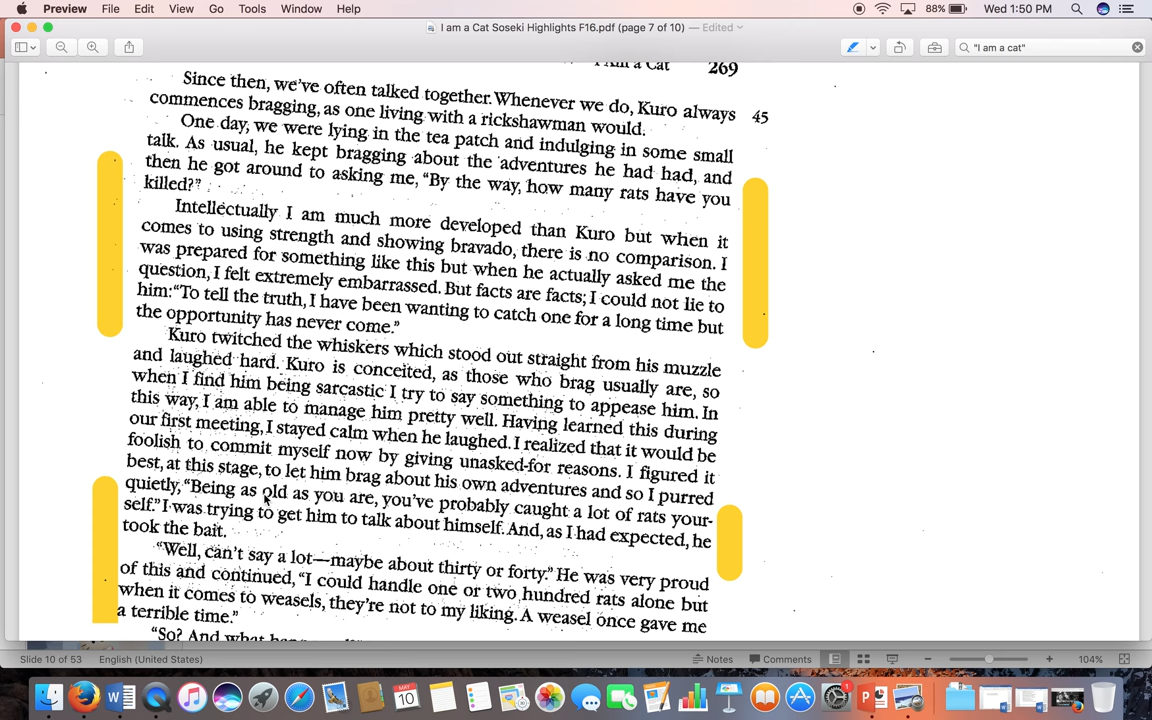 Preview File Edit View Go Tools Window Help 88% Wed 1:50 PM
I am a Cat Soseki Highlights F16.pdf (page 7 of 10) — Edited
"I am a cat"
I Am a Cat 269
Since then, we've often talked together. Whenever we do, Kuro always 45
commences bragging, as one living with a rickshawman would.
One day, we were lying in the tea patch and indulging in some small
talk. As usual, he kept bragging about the adventures he had had, and
then he got around to asking me, "By the way, how many rats have you
killed?"
Intellectually I am much more developed than Kuro but when it
comes to using strength and showing bravado, there is no comparison. I
was prepared for something like this but when he actually asked me the
question, I felt extremely embarrassed. But facts are facts; I could not lie to
him: "To tell the truth, I have been wanting to catch one for a long time but
the opportunity has never come."
Kuro twitched the whiskers which stood out straight from his muzzle
and laughed hard. Kuro is conceited, as those who brag usually are, so
when I find him being sarcastic I try to say something to appease him. In
this way, I am able to manage him pretty well. Having learned this during
our first meeting, I stayed calm when he laughed. I realized that it would be
foolish to commit myself now by giving unasked-for reasons. I figured it
best, at this stage, to let him brag about his own adventures and so I purred
quietly, "Being as old as you are, you've probably caught a lot of rats your-
self." I was trying to get him to talk about himself. And, as I had expected, he
took the bait.
"Well, can't say a lot—maybe about thirty or forty." He was very proud
of this and continued, "I could handle one or two hundred rats alone but
when it comes to weasels, they're not to my liking. A weasel once gave me
a terrible time."
"So? And what
Slide 10 of 53 English (United States) Notes Comments 104%
MAY
10
1